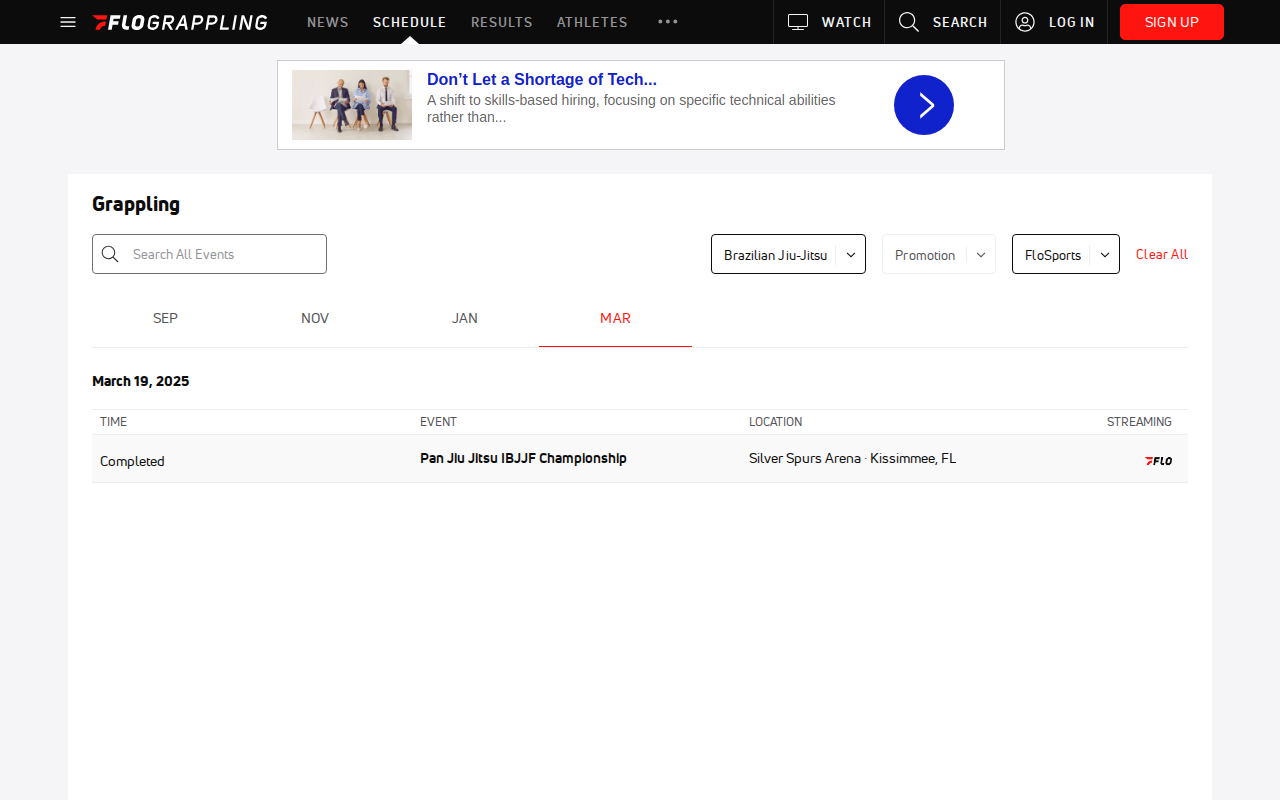 FLOGRAPPLING NEWS SCHEDULE RESULTS ATHLETES ••• WATCH SEARCH LOG IN SIGN UP
Don’t Let a Shortage of Tech...
A shift to skills-based hiring, focusing on specific technical abilities
rather than...
Grappling
Search All Events Brazilian Jiu-Jitsu Promotion FloSports Clear All
SEP NOV JAN MAR
March 19, 2025
TIME EVENT LOCATION STREAMING
Completed Pan Jiu Jitsu IBJJF Championship Silver Spurs Arena · Kissimmee, FL FLO